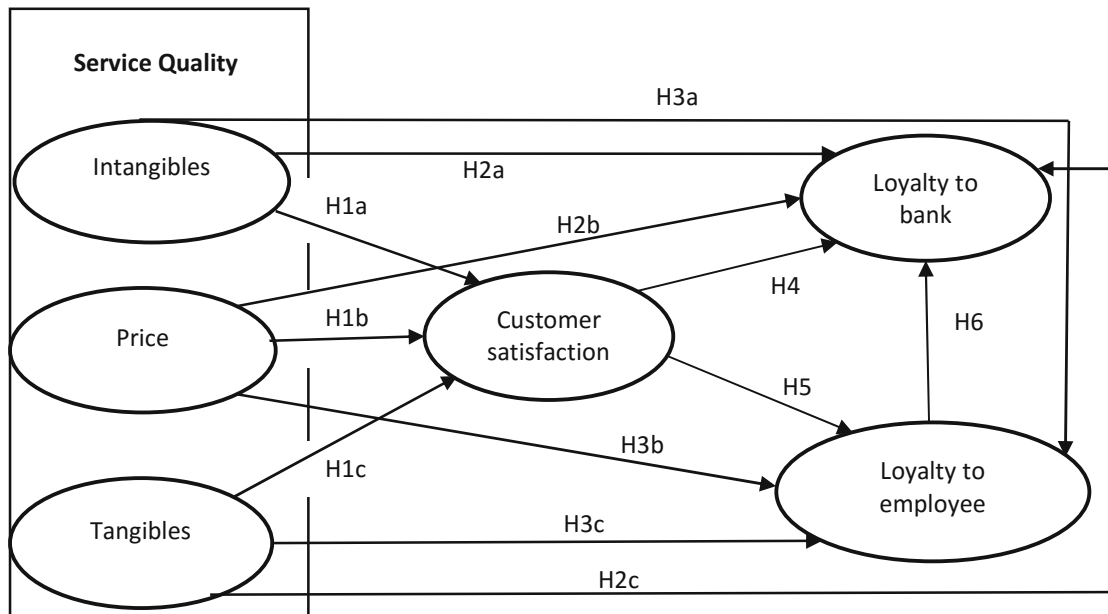 Service Quality
H3a
Intangibles
H2a
Loyalty to
bank
H1a
H2b
H4
Price
H1b
Customer
satisfaction
H6
H5
H3b
H1c
Loyalty to
employee
Tangibles
H3c
H2c